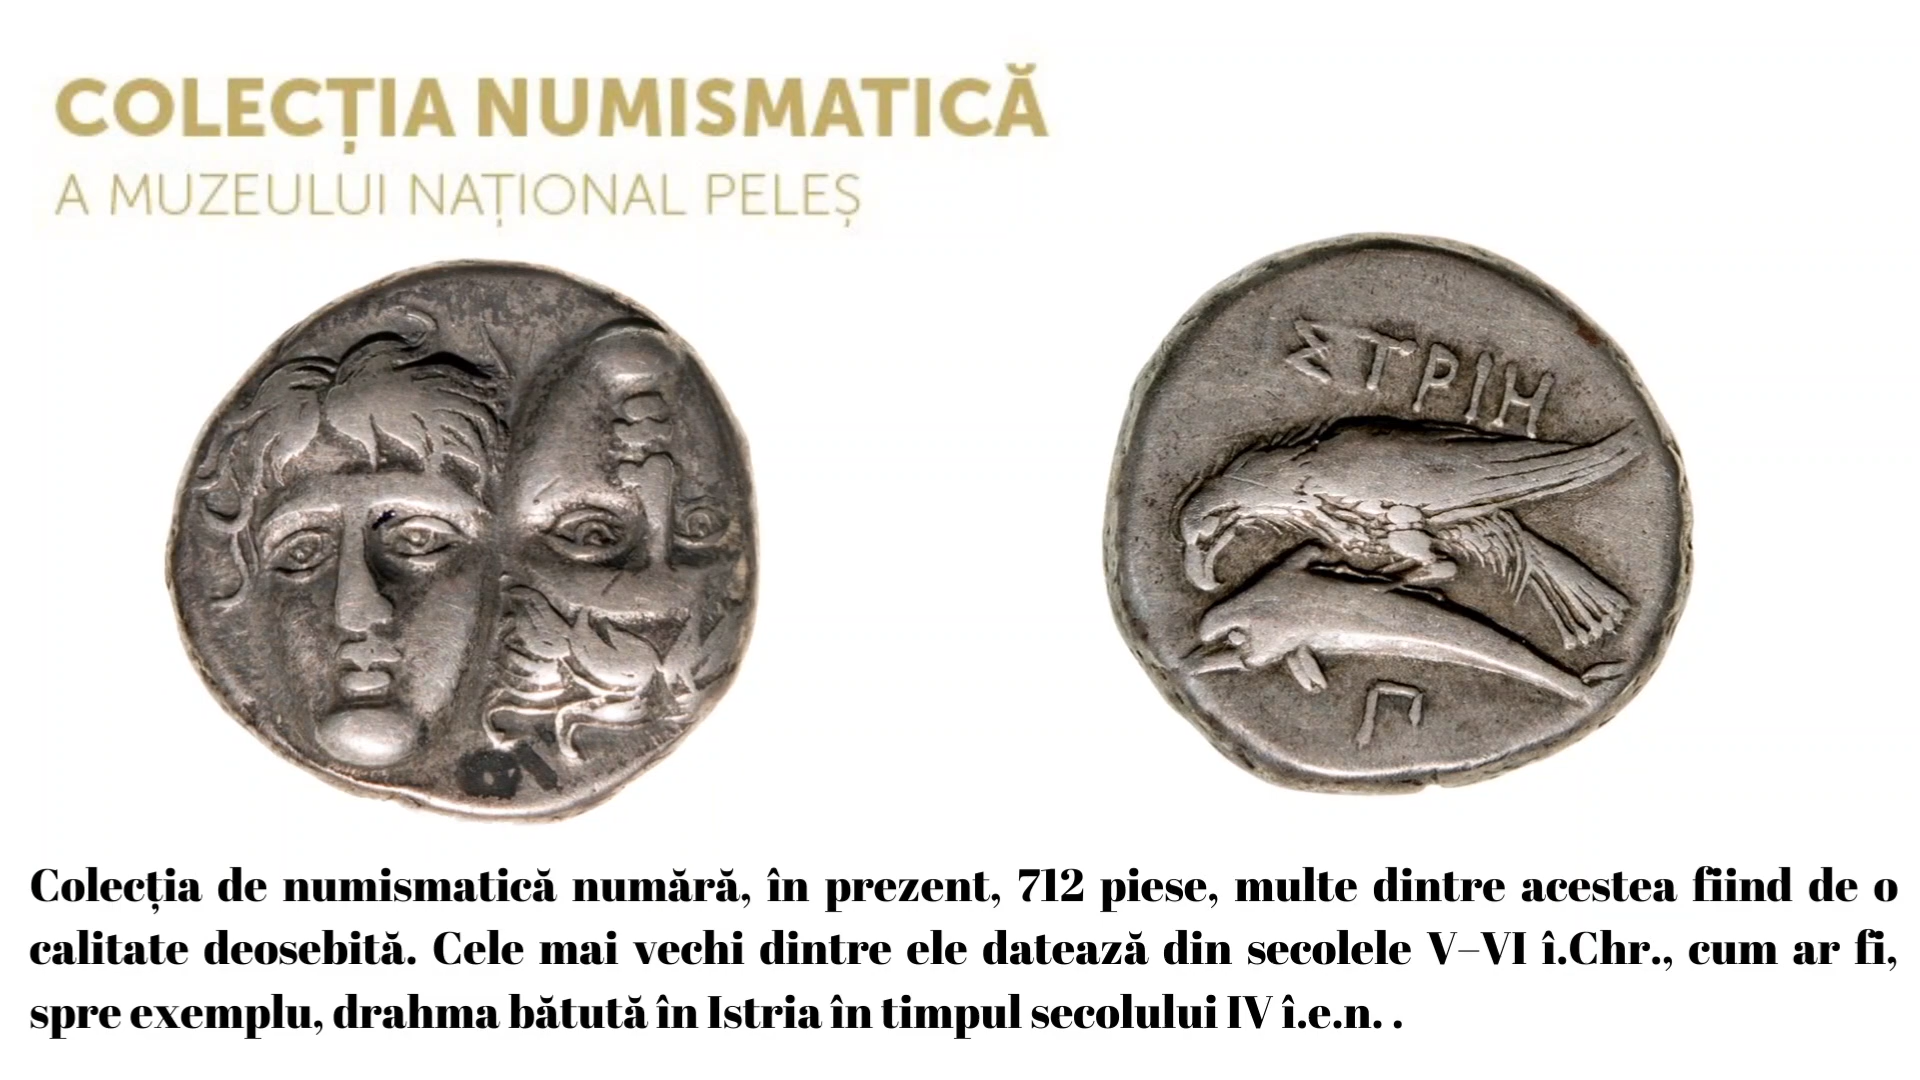 COLECȚIA NUMISMATICĂ
A MUZEULUI NAȚIONAL PELEȘ
ΣΤΡΙΗ
Π
Colecția de numismatică numără, în prezent, 712 piese, multe dintre acestea fiind de o
calitate deosebită. Cele mai vechi dintre ele datează din secolele V–VI î.Chr., cum ar fi,
spre exemplu, drahma bătută în Istria în timpul secolului IV î.e.n. .